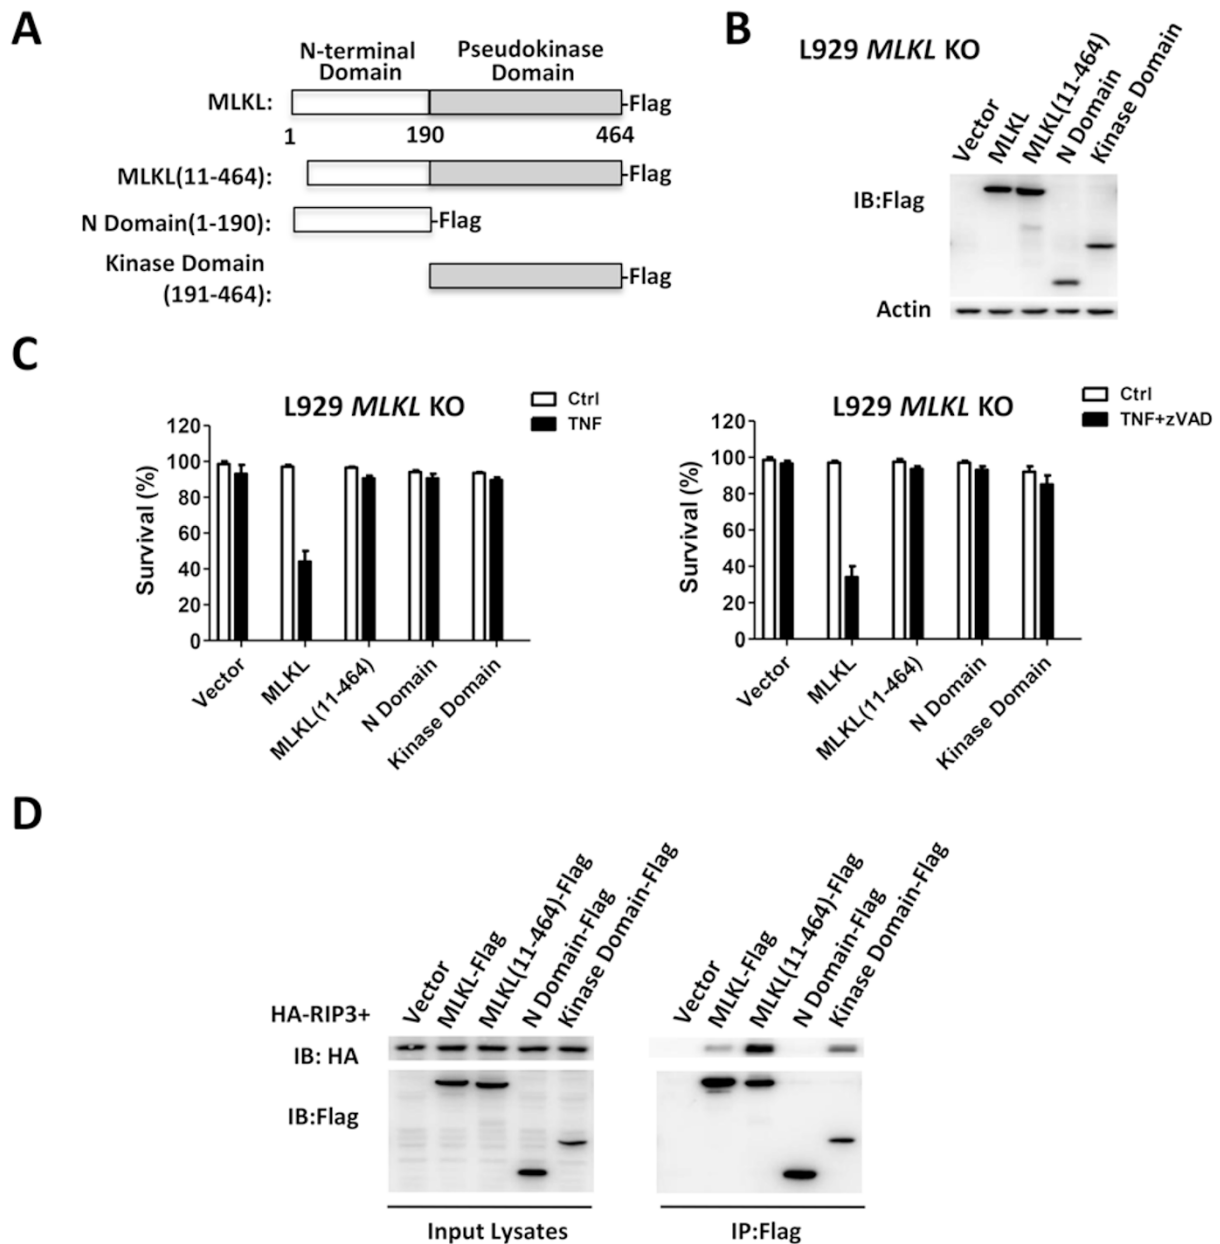 A
N-terminal
Domain
Pseudokinase
Domain
MLKL:
-Flag
1
190
464
MLKL(11-464):
-Flag
N Domain(1-190):
-Flag
Kinase Domain
(191-464):
-Flag
B
L929 MLKL KO
Vector
MLKL
MLKL(11-464)
N Domain
Kinase Domain
IB:Flag
Actin
C
L929 MLKL KO
Ctrl
TNF
Survival (%)
120
100
80
60
40
20
0
Vector
MLKL
MLKL(11-464)
N Domain
Kinase Domain
L929 MLKL KO
Ctrl
TNF+zVAD
Survival (%)
120
100
80
60
40
20
0
Vector
MLKL
MLKL(11-464)
N Domain
Kinase Domain
D
HA-RIP3+
Vector
MLKL-Flag
MLKL(11-464)-Flag
N Domain-Flag
Kinase Domain-Flag
Vector
MLKL-Flag
MLKL(11-464)-Flag
N Domain-Flag
Kinase Domain-Flag
IB: HA
IB:Flag
Input Lysates
IP:Flag